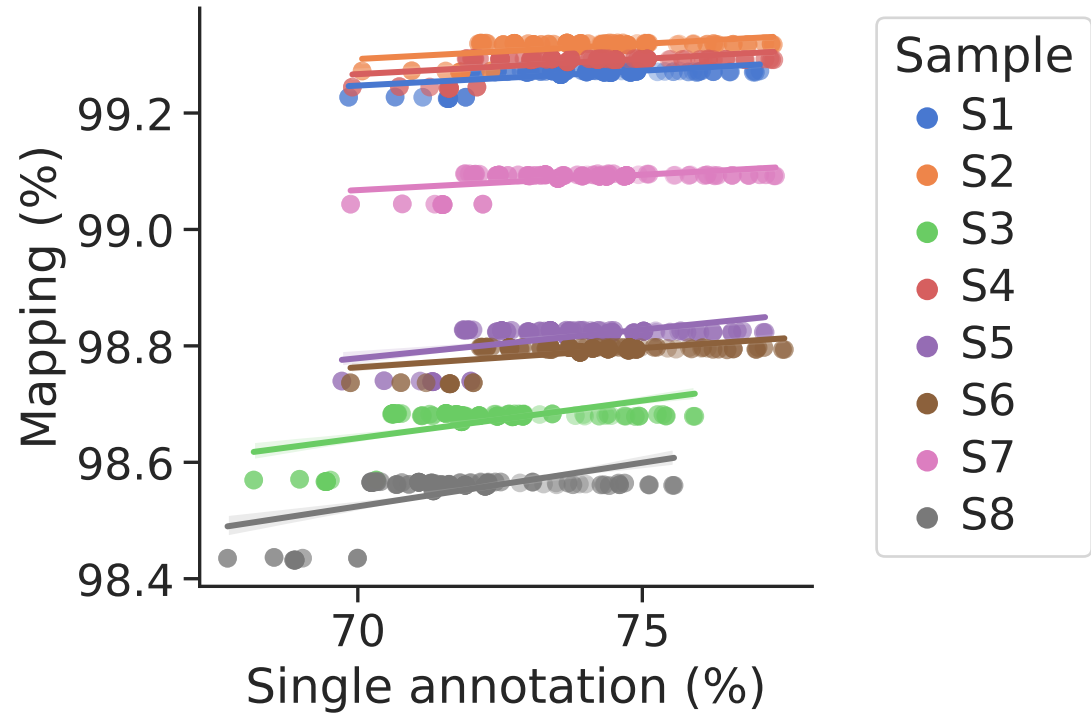 Mapping (%)
99.2
99.0
98.8
98.6
98.4
70 75
Single annotation (%)
Sample
S1
S2
S3
S4
S5
S6
S7
S8